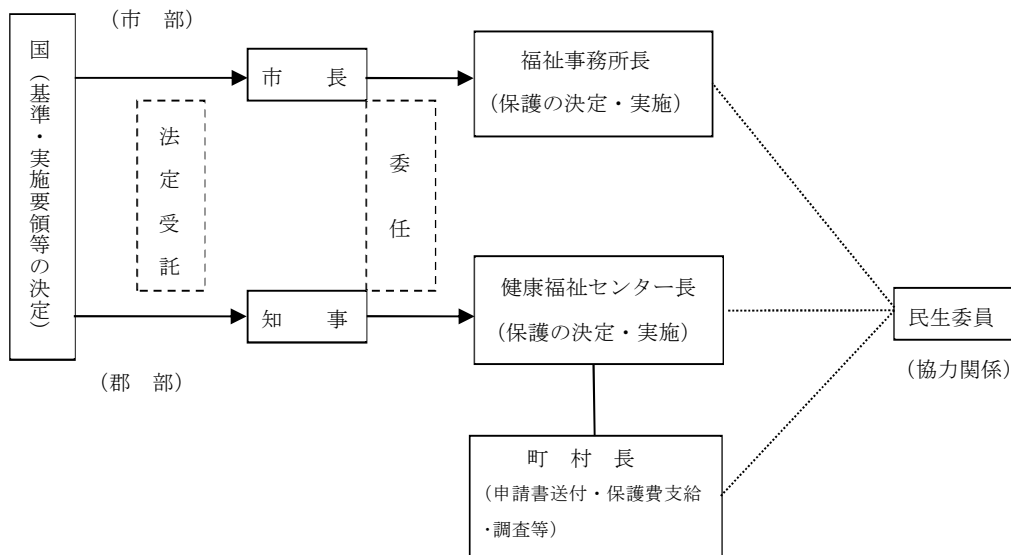 （市　部）
国（基準・実施要領等の決定）
市　長
福祉事務所長
（保護の決定・実施）
法定受託
委任
知　事
健康福祉センター長
（保護の決定・実施）
民生委員
（協力関係）
（郡　部）
町　村　長
（申請書送付・保護費支給
・調査等）